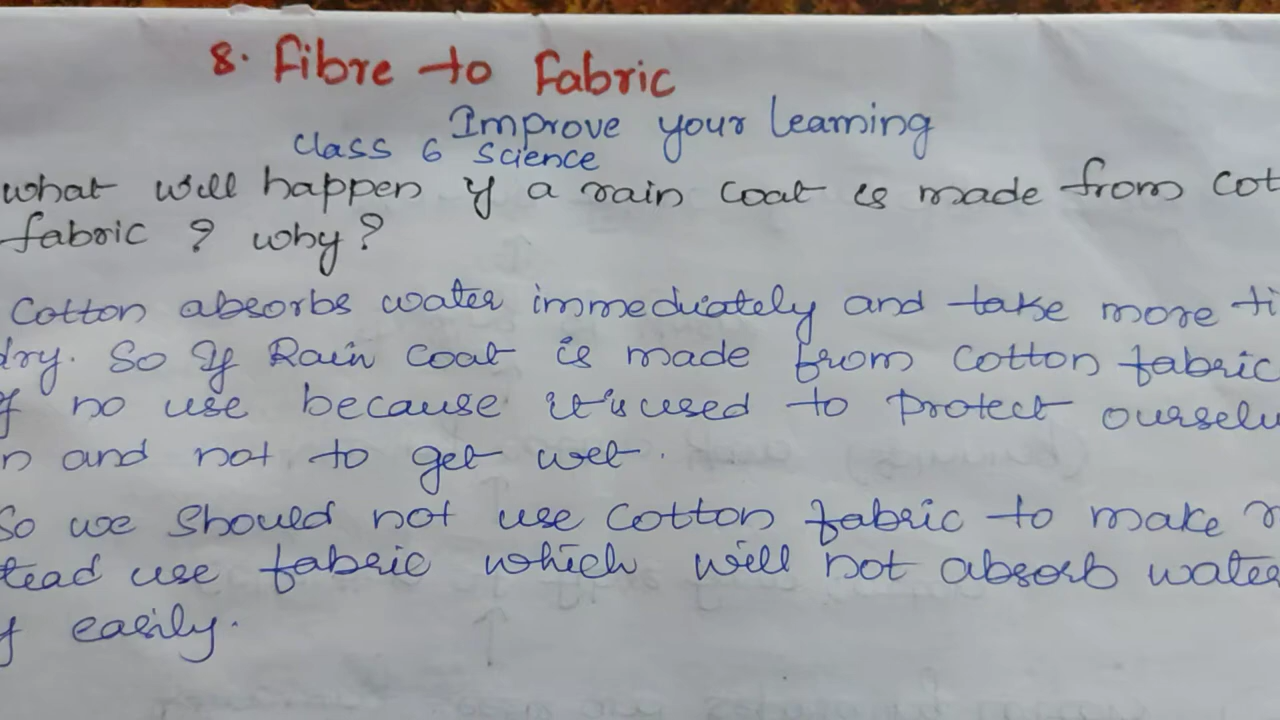 8. Fibre to Fabric
Improve your learning
Class 6 Science
what will happen if a rain coat is made from cot
fabric ? why?
Cotton absorbs water immediately and take more ti
dry. So If Rain coat is made from cotton fabric
f no use because it's used to protect ourselv
n and not to get wet.
So we should not use cotton fabric to make r
tead use fabric which will not absorb water
y easily.